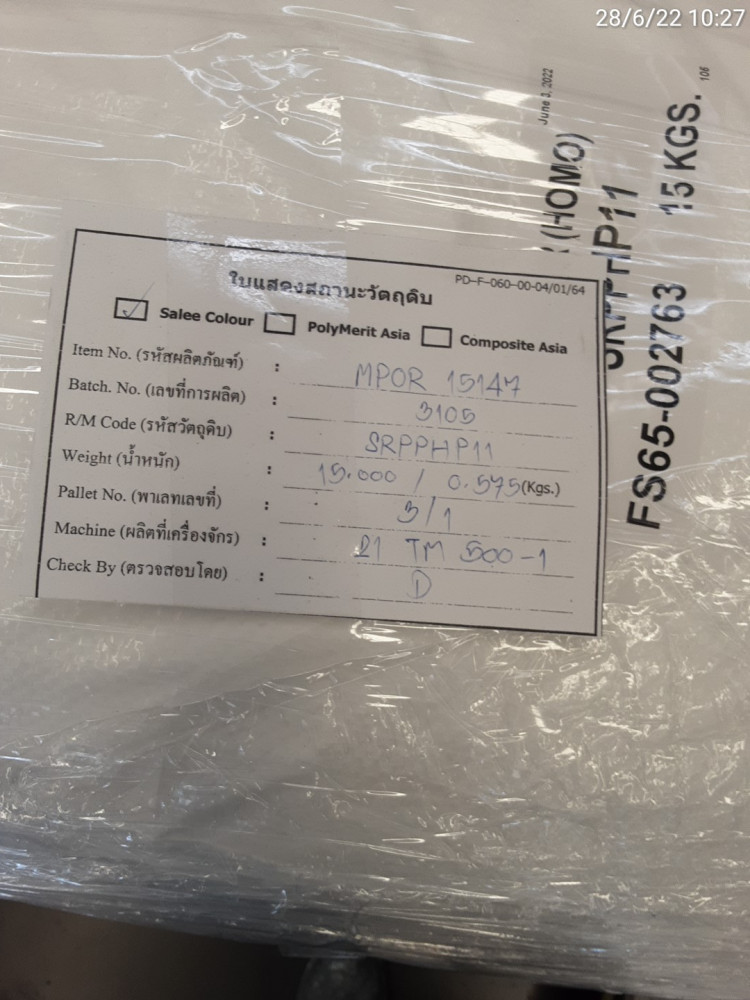 28/6/22 10:27
June 3, 2022
106
(HOMO)
SRPPHP11
FS65-002763 15 KGS.
PD-F-060-00-04/01/64
ใบแสดงสถานะวัตถุดิบ
Salee Colour PolyMerit Asia Composite Asia
Item No. (รหัสผลิตภัณฑ์) : MPOR 15147
Batch. No. (เลขที่การผลิต) : 3105
R/M Code (รหัสวัตถุดิบ) : SRPPHP11
Weight (น้ำหนัก) : 15.000 / 0.575 (Kgs.)
Pallet No. (พาเลทเลขที่) : 3/1
Machine (ผลิตที่เครื่องจักร) : 21 TM 500-1
Check By (ตรวจสอบโดย) : D